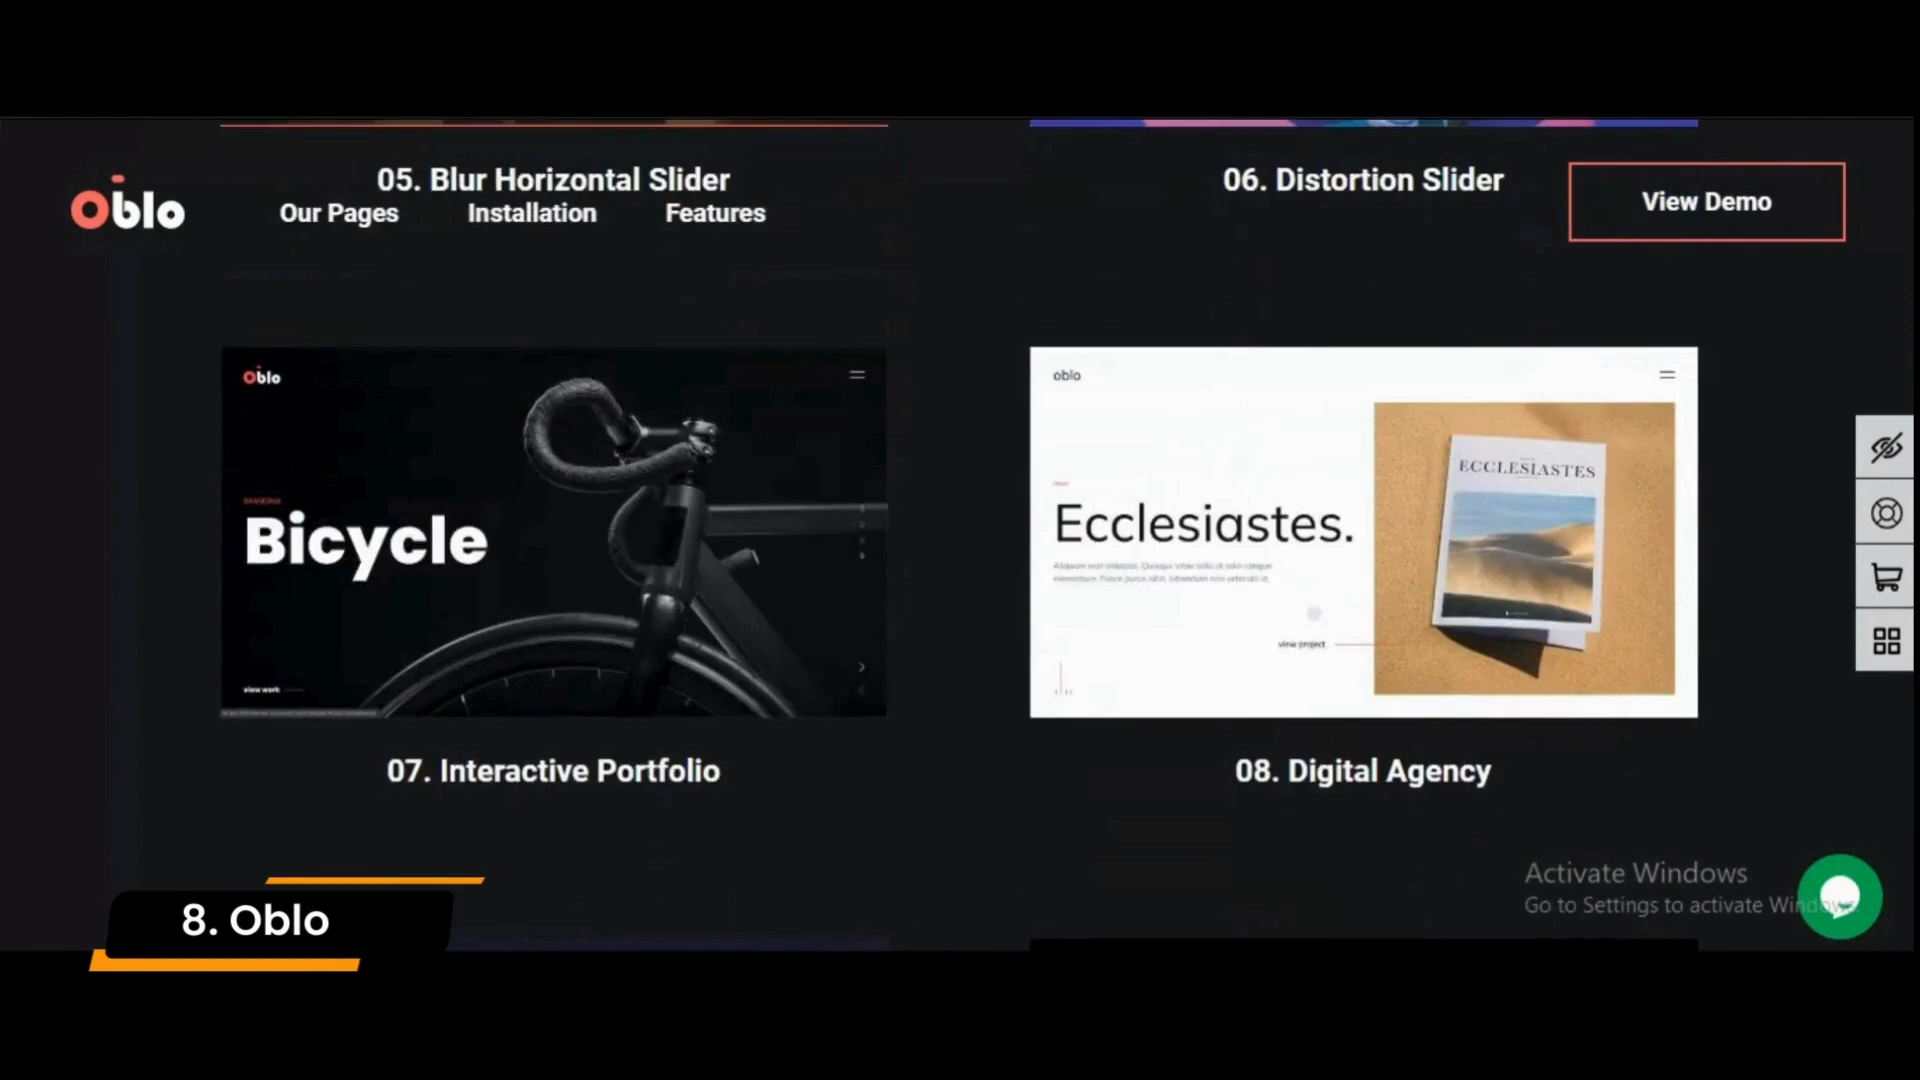 05. Blur Horizontal Slider
06. Distortion Slider
Oblo
Our Pages
Installation
Features
View Demo
Oblo
BRANDING
Bicycle
view work
07. Interactive Portfolio
oblo
Ecclesiastes.
view project
ECCLESIASTES
08. Digital Agency
Activate Windows
Go to Settings to activate Windows.
8. Oblo